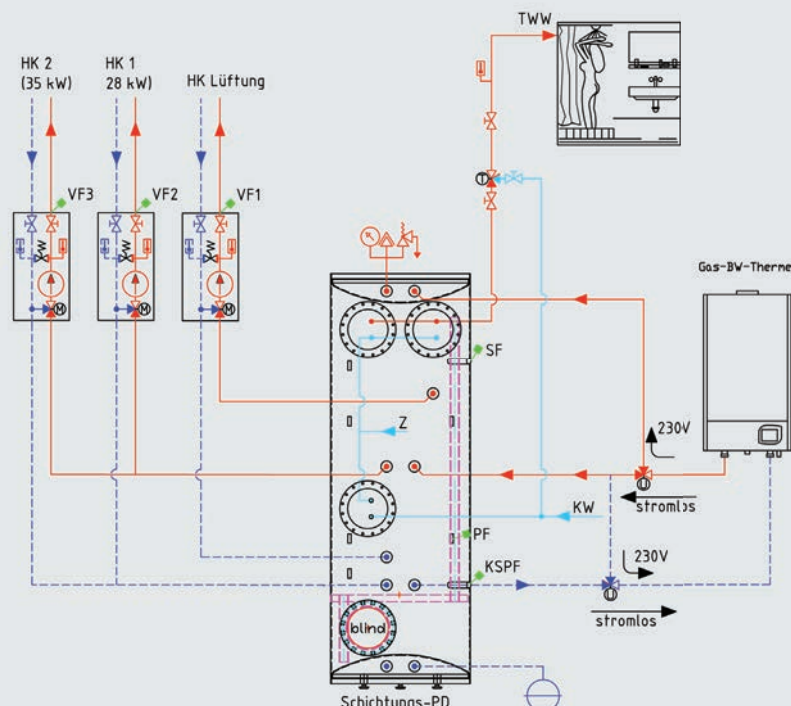 TWW
HK 2
(35 kW)
HK 1
28 kW)
HK Lüftung
VF3
VF2
VF1
T
Gas-BW-Therme
M
M
M
SF
230V
Z
stromlos
KW
PF
230V
KSPF
stromlos
blind
Schichtungs-PD